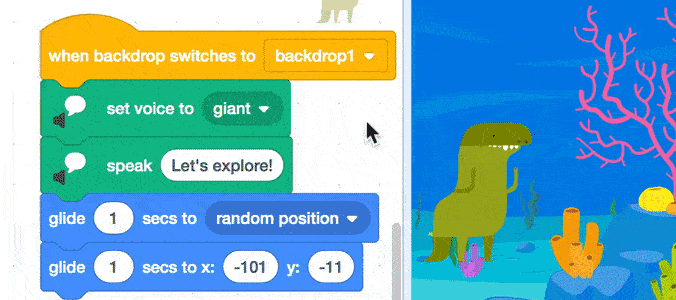 when backdrop switches to backdrop1
set voice to giant
speak Let's explore!
glide 1 secs to random position
glide 1 secs to x: -101 y: -11